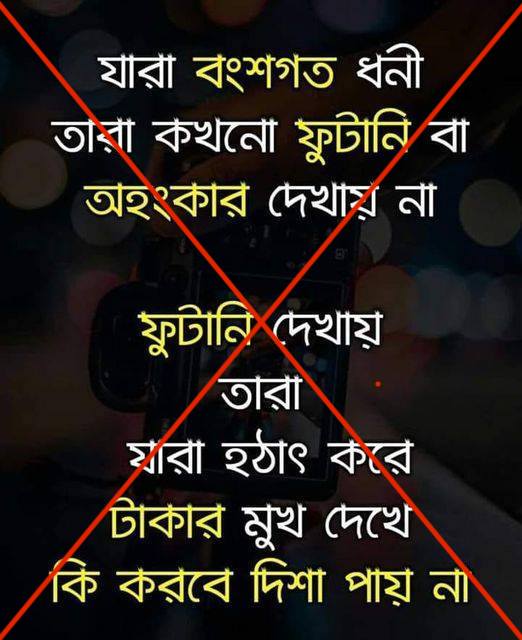 যারা বংশগত ধনী
তারা কখনো ফুটানি বা
অহংকার দেখায় না
ফুটানি দেখায়
তারা
যারা হঠাৎ করে
টাকার মুখ দেখে
কি করবে দিশা পায় না